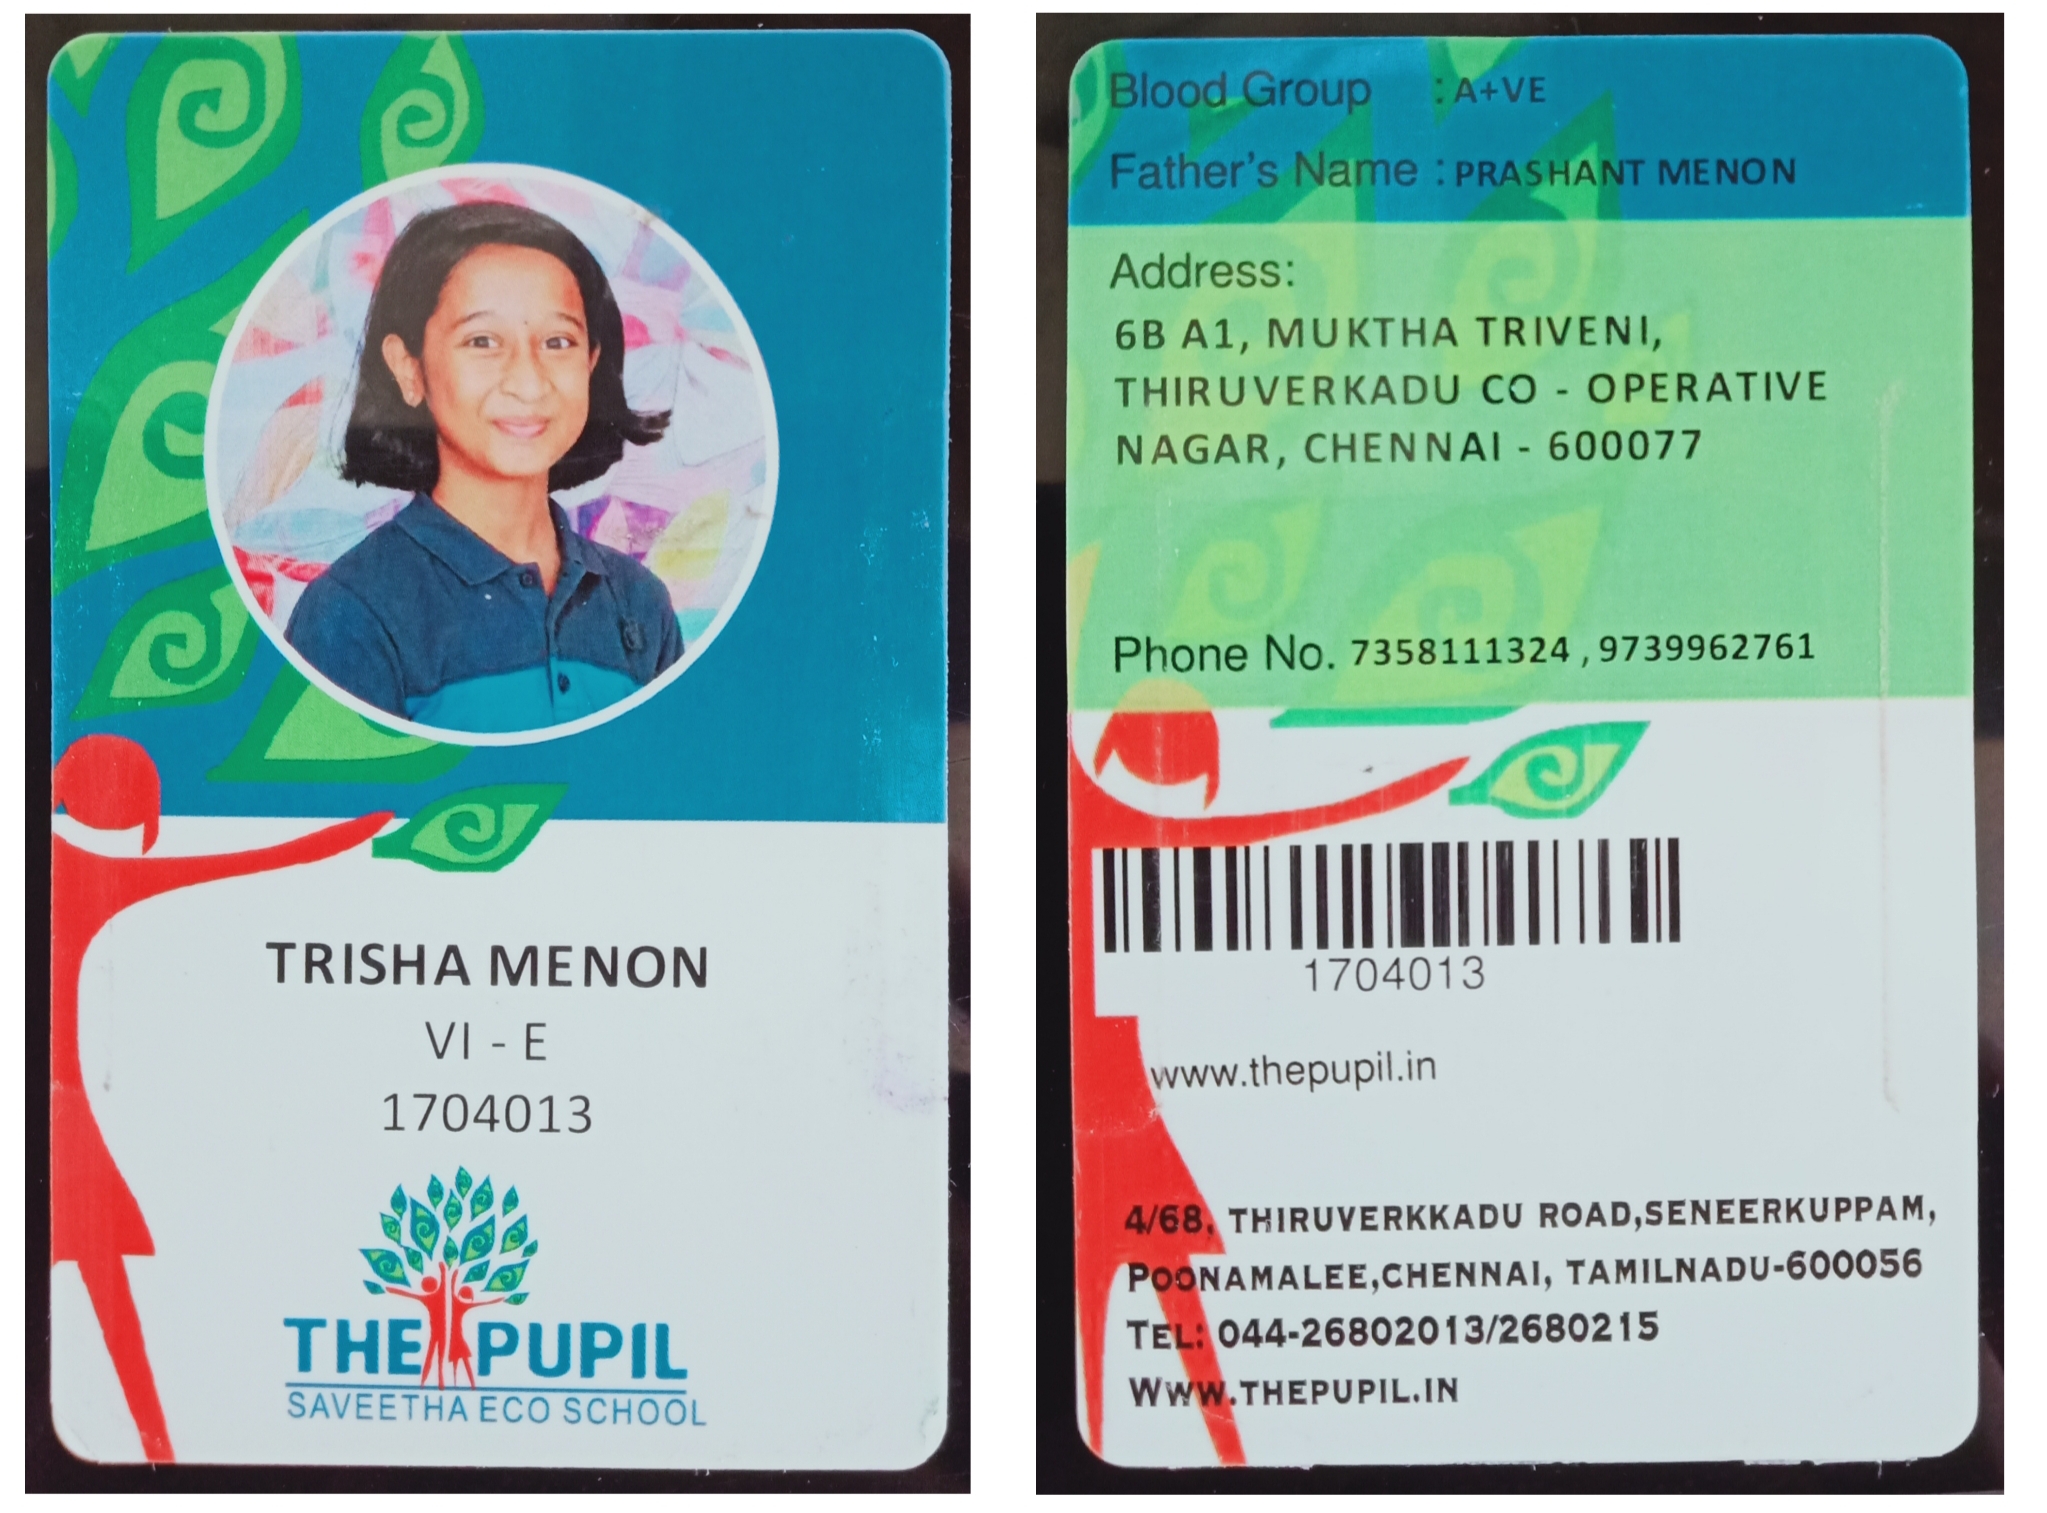 TRISHA MENON
VI - E
1704013
THE PUPIL
SAVEETHA ECO SCHOOL
Blood Group : A+VE
Father's Name : PRASHANT MENON
Address:
6B A1, MUKTHA TRIVENI,
THIRUVERKADU CO - OPERATIVE
NAGAR, CHENNAI - 600077
Phone No. 7358111324 , 9739962761
1704013
www.thepupil.in
4/68, THIRUVERKKADU ROAD,SENEERKUPPAM,
POONAMALEE,CHENNAI, TAMILNADU-600056
TEL: 044-26802013/2680215
WWW.THEPUPIL.IN